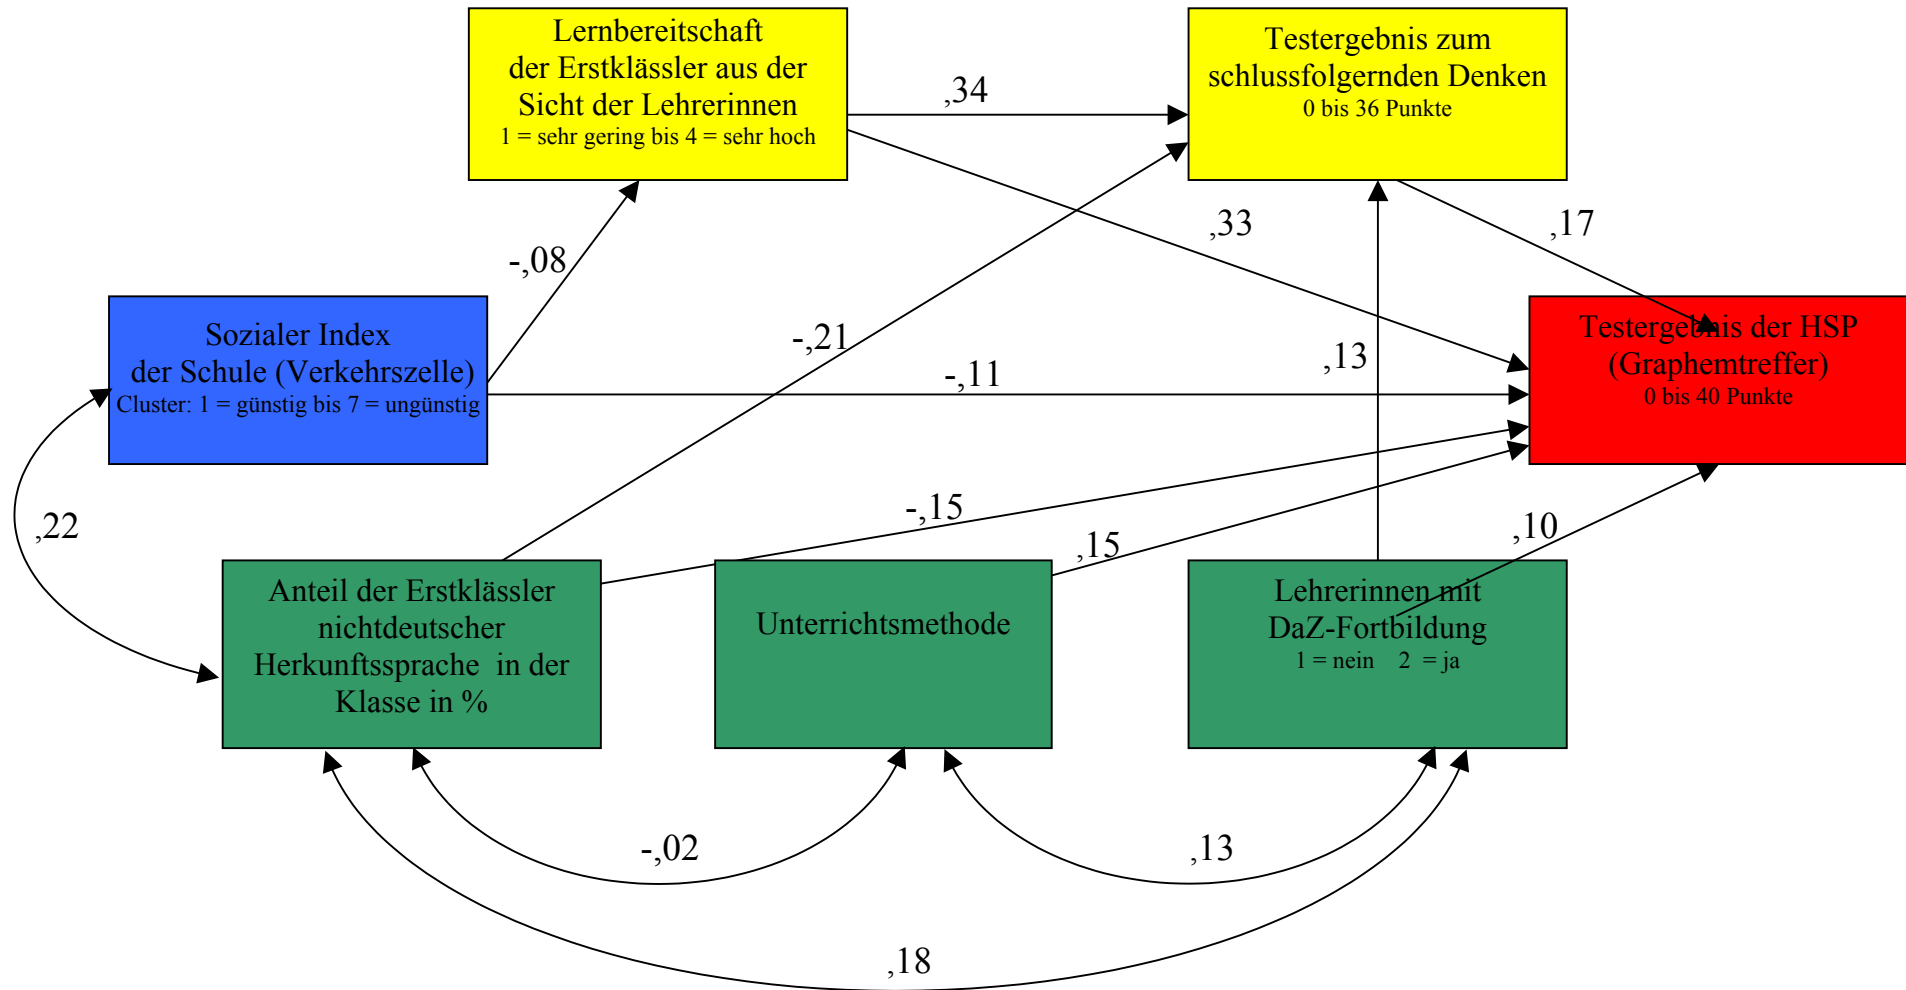 Lernbereitschaft
der Erstklässler aus der
Sicht der Lehrerinnen
1 = sehr gering bis 4 = sehr hoch
Testergebnis zum
schlussfolgernden Denken
0 bis 36 Punkte
,34
,33
,17
-,08
Sozialer Index
der Schule (Verkehrszelle)
Cluster: 1 = günstig bis 7 = ungünstig
-,21
-,11
,13
Testergebnis der HSP
(Graphemtreffer)
0 bis 40 Punkte
,22
-,15
,15
,10
Anteil der Erstklässler
nichtdeutscher
Herkunftssprache in der
Klasse in %
Unterrichtsmethode
Lehrerinnen mit
DaZ-Fortbildung
1 = nein 2 = ja
-,02
,13
,18